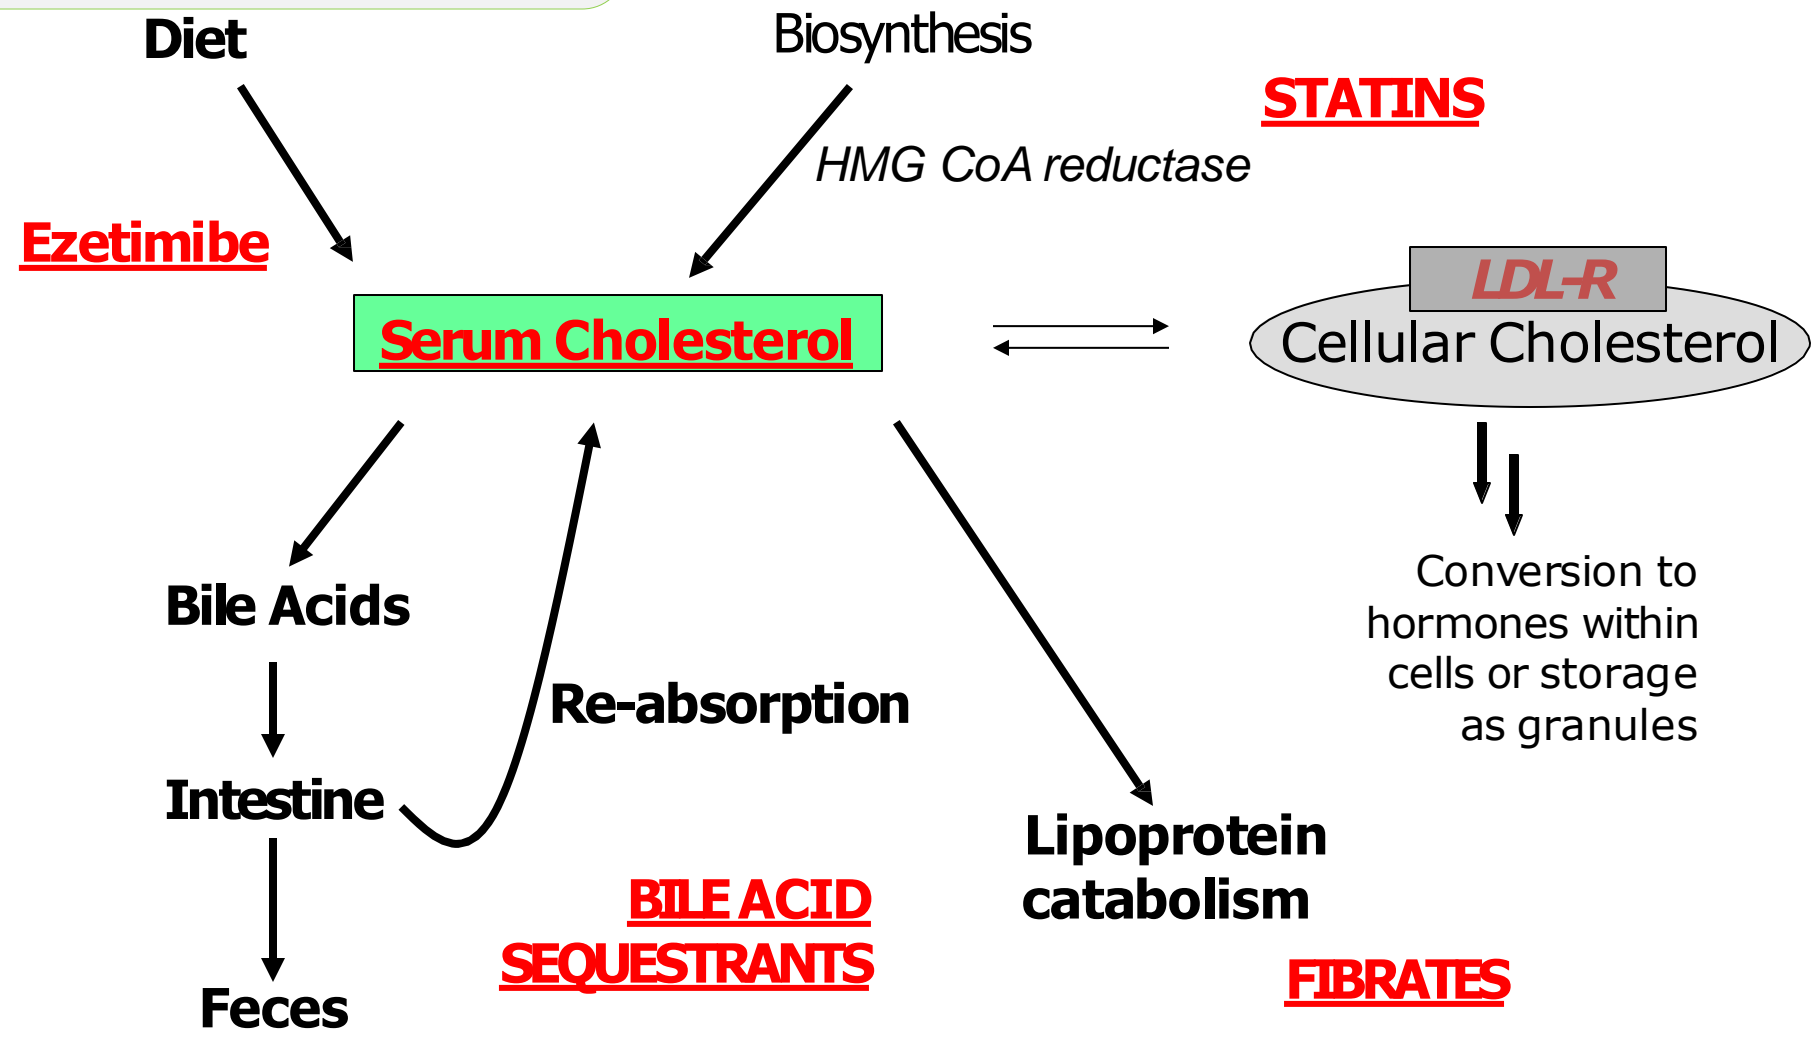 Diet
Biosynthesis
STATINS
HMG CoA reductase
Ezetimibe
LDL-R
Serum Cholesterol
Cellular Cholesterol
Bile Acids
Conversion to
hormones within
cells or storage
as granules
Re-absorption
Intestine
Lipoprotein
catabolism
BILE ACID
SEQUESTRANTS
FIBRATES
Feces